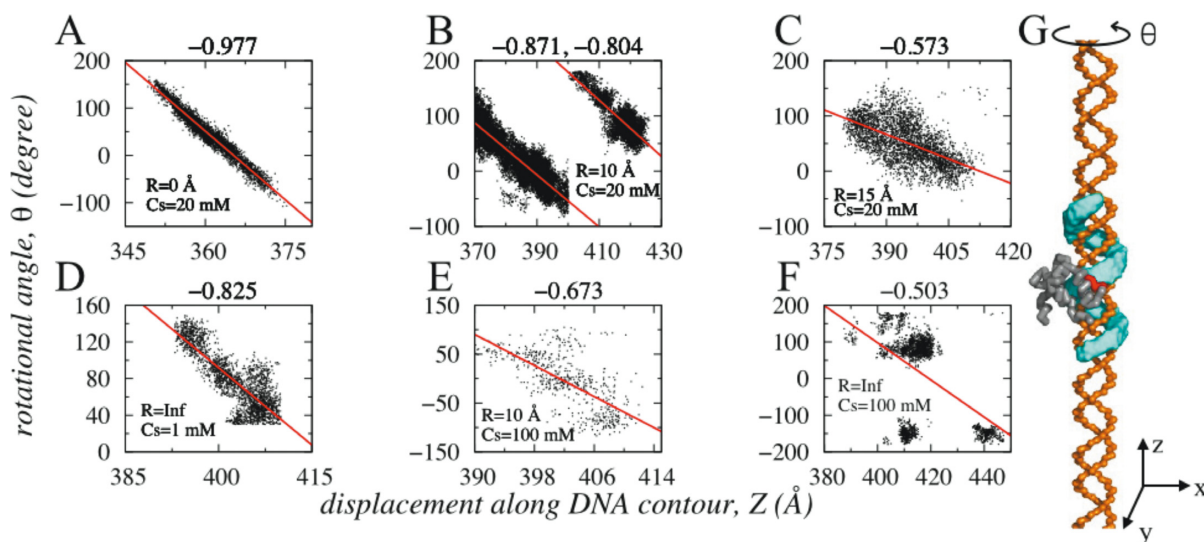 A
−0.977
B
−0.871, −0.804
C
−0.573
G
θ
200
100
0
−100
345
360
375
R=0 Å
Cs=20 mM
200
100
0
−100
370
390
410
430
R=10 Å
Cs=20 mM
200
100
0
−100
375
390
405
420
R=15 Å
Cs=20 mM
rotational angle, θ (degree)
D
−0.825
E
−0.673
F
−0.503
160
120
80
40
0
385
400
415
R=Inf
Cs=1 mM
150
50
−50
−150
390
398
406
414
R=10 Å
Cs=100 mM
200
100
0
−100
−200
380
400
420
440
R=Inf
Cs=100 mM
displacement along DNA contour, Z (Å)
z
x
y